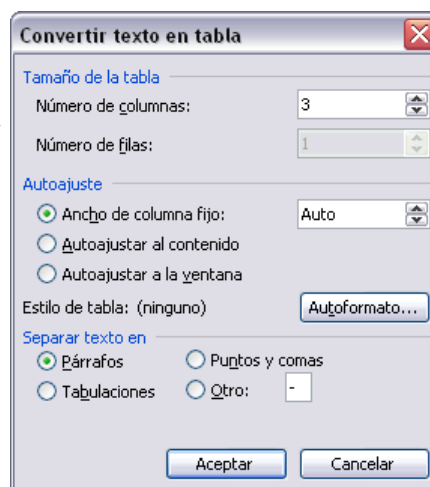 Convertir texto en tabla
Tamaño de la tabla
Número de columnas: 3
Número de filas: 1
Autoajuste
Ancho de columna fijo: Auto
Autoajustar al contenido
Autoajustar a la ventana
Estilo de tabla: (ninguno) Autoformato...
Separar texto en
Párrafos Puntos y comas
Tabulaciones Otro: -
Aceptar Cancelar